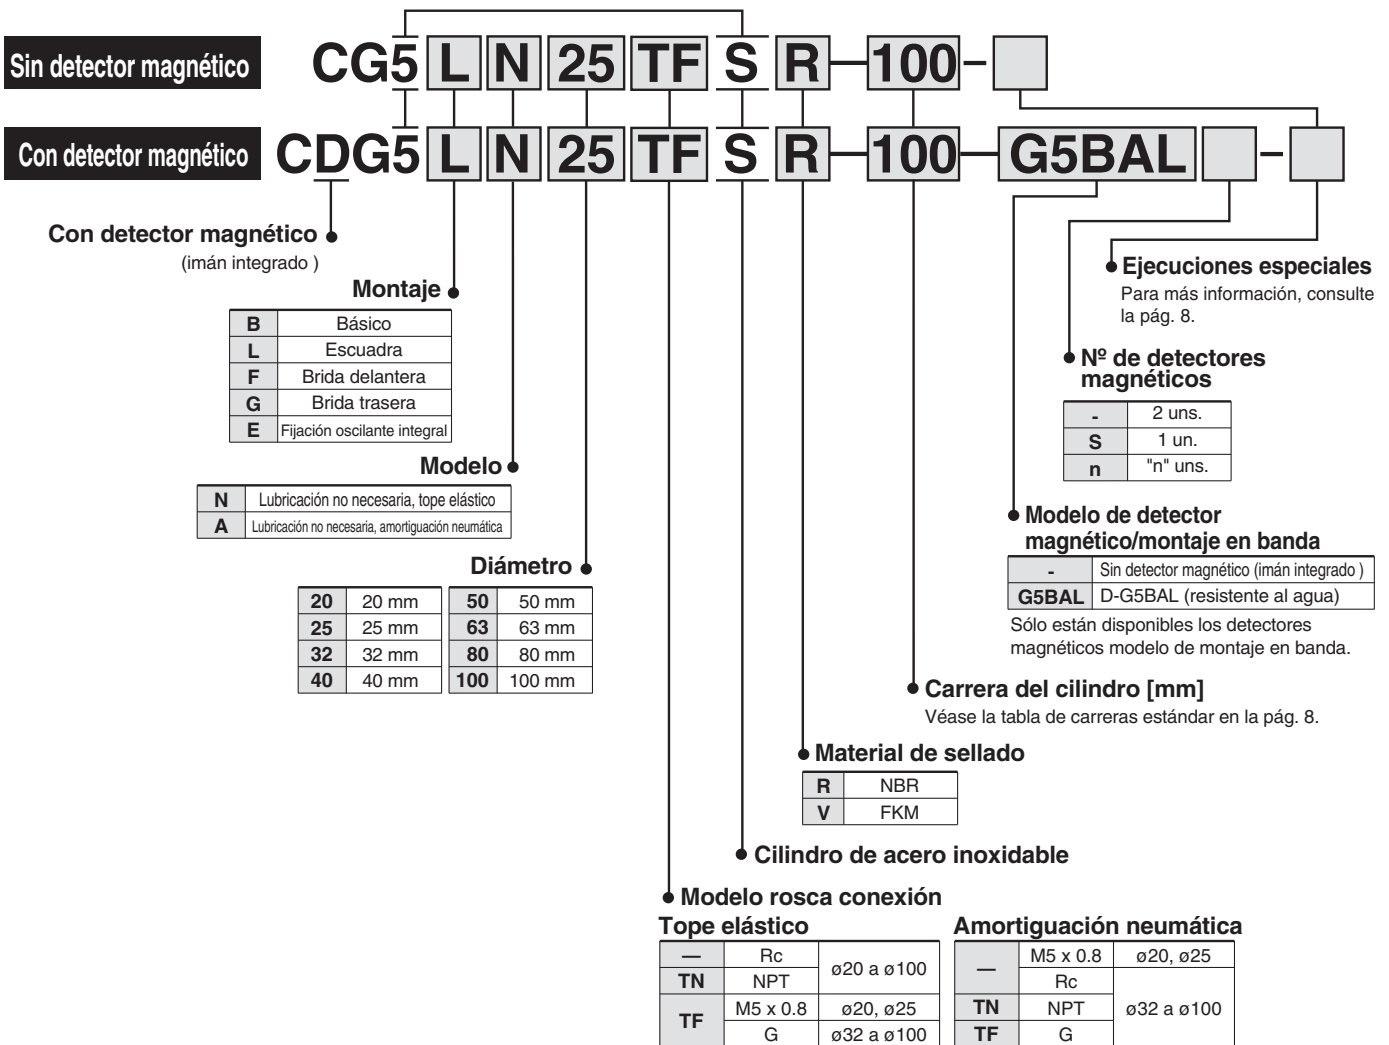 Sin detector magnético CG5 L N 25 TF S R 100
Con detector magnético CDG5 L N 25 TF S R 100 G5BAL
Con detector magnético
(imán integrado )
Montaje
B Básico
L Escuadra
F Brida delantera
G Brida trasera
E Fijación oscilante integral
Modelo
N Lubricación no necesaria, tope elástico
A Lubricación no necesaria, amortiguación neumática
Diámetro
20 20 mm 50 50 mm
25 25 mm 63 63 mm
32 32 mm 80 80 mm
40 40 mm 100 100 mm
Ejecuciones especiales
Para más información, consulte
la pág. 8.
Nº de detectores
magnéticos
- 2 uns.
S 1 un.
n "n" uns.
Modelo de detector
magnético/montaje en banda
- Sin detector magnético (imán integrado )
G5BAL D-G5BAL (resistente al agua)
Sólo están disponibles los detectores
magnéticos modelo de montaje en banda.
Carrera del cilindro [mm]
Véase la tabla de carreras estándar en la pág. 8.
Material de sellado
R NBR
V FKM
Cilindro de acero inoxidable
Modelo rosca conexión
Tope elástico
— Rc ø20 a ø100
TN NPT
TF M5 x 0.8 ø20, ø25
G ø32 a ø100
Amortiguación neumática
— M5 x 0.8 ø20, ø25
Rc ø32 a ø100
TN NPT
TF G